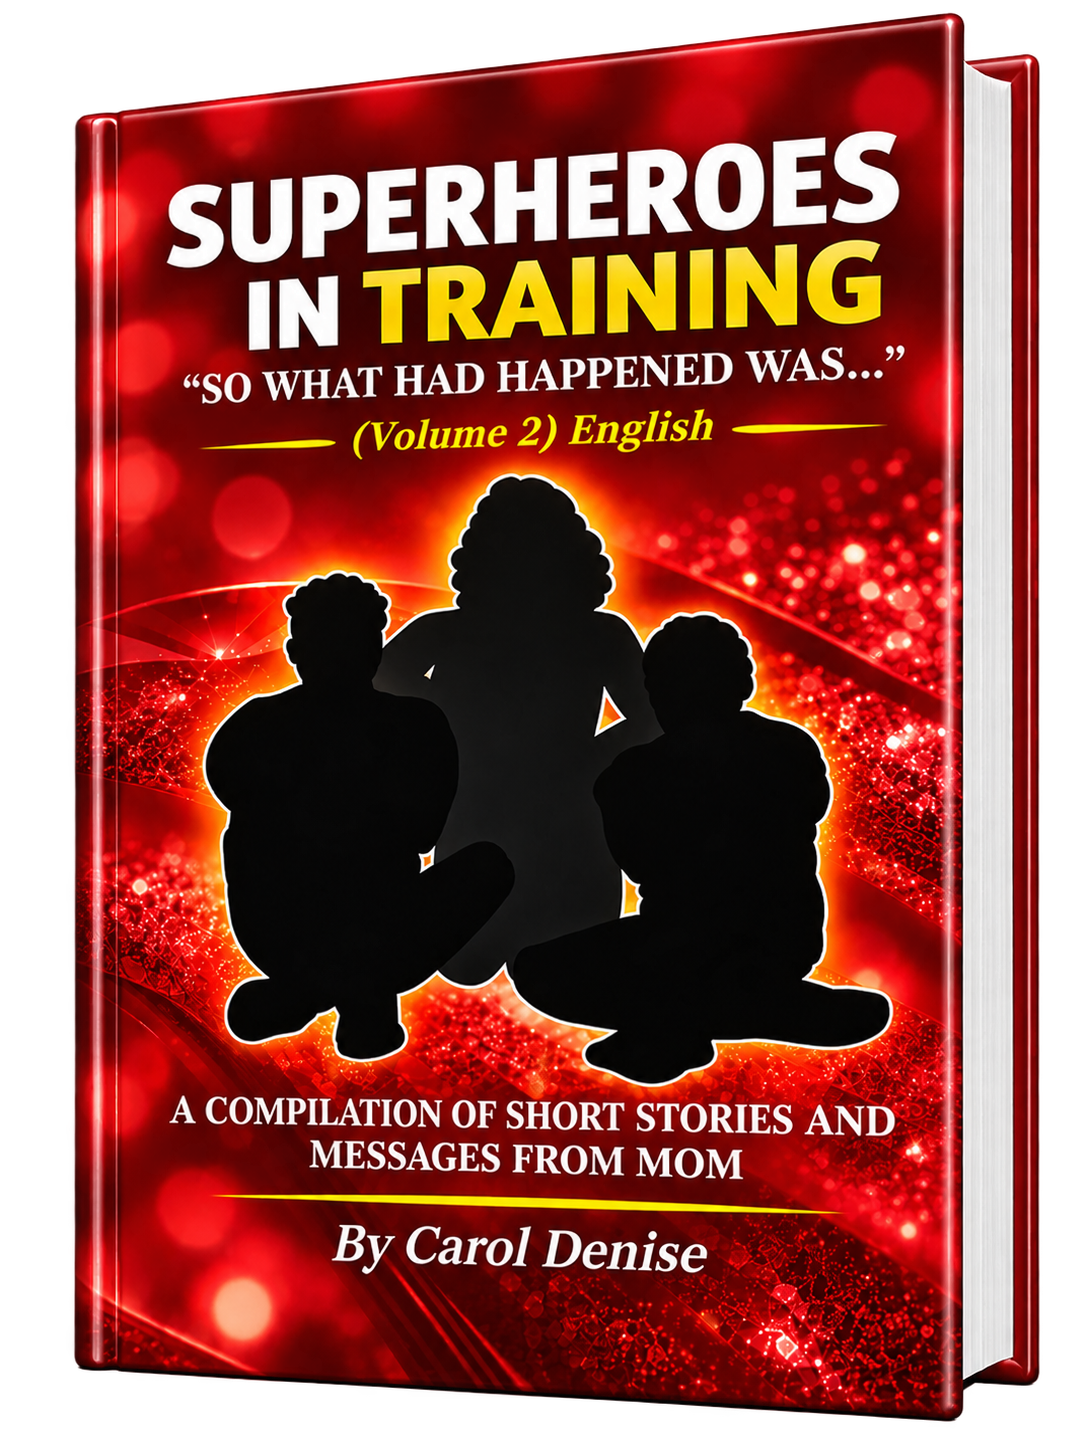 SUPERHEROES
IN TRAINING
“SO WHAT HAD HAPPENED WAS...”
(Volume 2) English
A COMPILATION OF SHORT STORIES AND
MESSAGES FROM MOM
By Carol Denise